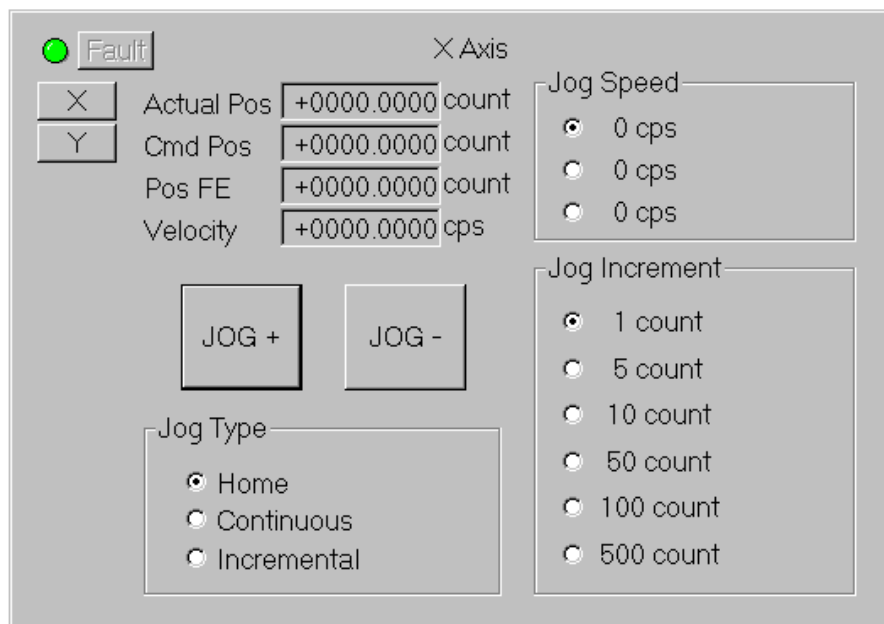 Fault
X Axis
X
Y
Actual Pos +0000.0000 count
Cmd Pos +0000.0000 count
Pos FE +0000.0000 count
Velocity +0000.0000 cps
JOG +
JOG -
Jog Type
Home
Continuous
Incremental
Jog Speed
0 cps
0 cps
0 cps
Jog Increment
1 count
5 count
10 count
50 count
100 count
500 count